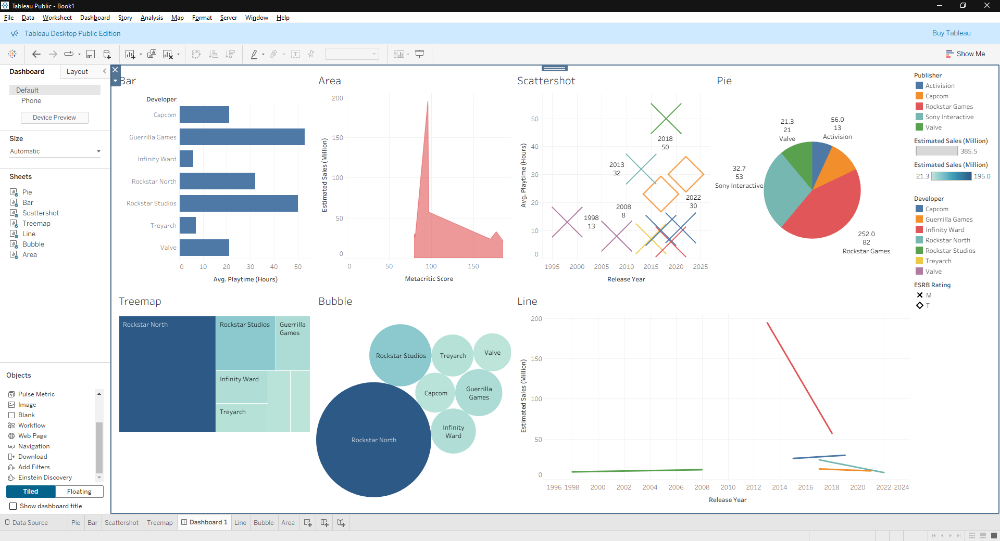 Tableau Public - Book1
File Data Worksheet Dashboard Story Analysis Map Format Server Window Help
Tableau Desktop Public Edition
Buy Tableau
Show Me
Dashboard
Layout
Default
Phone
Device Preview
Size
Automatic
Sheets
Pie
Bar
Scattershot
Treemap
Line
Bubble
Area
Objects
Pulse Metric
Image
Blank
Workflow
Web Page
Navigation
Download
Add Filters
Einstein Discovery
Tiled
Floating
Show dashboard title
Bar
Developer
Capcom
Guerrilla Games
Infinity Ward
Rockstar North
Rockstar Studios
Treyarch
Valve
0 10 20 30 40 50
Avg. Playtime (Hours)
Area
Estimated Sales (Million)
200
150
100
50
0
0 50 100 150
Metacritic Score
Scattershot
Avg. Playtime (Hours)
50
40
30
20
10
0
2018
50
2013
32
2022
30
2008
8
1998
13
1995 2000 2005 2010 2015 2020 2025
Release Year
Pie
21.3
21
Valve
56.0
13
Activision
32.7
53
Sony Interactive
252.0
82
Rockstar Games
Publisher
Activision
Capcom
Rockstar Games
Sony Interactive
Valve
Estimated Sales (Million)
385.5
Estimated Sales (Million)
21.3 195.0
Developer
Capcom
Guerrilla Games
Infinity Ward
Rockstar North
Rockstar Studios
Treyarch
Valve
ESRB Rating
M
T
Treemap
Rockstar North
Rockstar Studios
Guerrilla
Games
Infinity Ward
Treyarch
Bubble
Rockstar Studios
Treyarch
Valve
Capcom
Guerrilla
Games
Infinity
Ward
Rockstar North
Line
Estimated Sales (Million)
200
150
100
50
0
1996 1998 2000 2002 2004 2006 2008 2010 2012 2014 2016 2018 2020 2022 2024
Release Year
Data Source
Pie
Bar
Scattershot
Treemap
Dashboard 1
Line
Bubble
Area